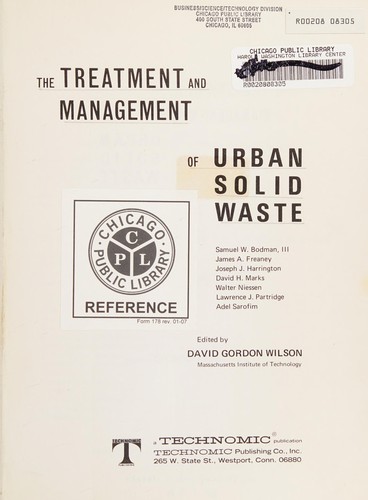 BUSINESS/SCIENCE/TECHNOLOGY DIVISION
CHICAGO PUBLIC LIBRARY
400 SOUTH STATE STREET
CHICAGO, IL 60605
R00208 08305
CHICAGO PUBLIC LIBRARY
HAROLD WASHINGTON LIBRARY CENTER
R0020808305
THE TREATMENT AND
MANAGEMENT
OF URBAN
SOLID
WASTE
CHICAGO
PUBLIC LIBRARY
C
P L
REFERENCE
Form 178 rev. 01-07
Samuel W. Bodman, III
James A. Freaney
Joseph J. Harrington
David H. Marks
Walter Niessen
Lawrence J. Partridge
Adel Sarofim
Edited by
DAVID GORDON WILSON
Massachusetts Institute of Technology
TECHNOMIC
T
a TECHNOMIC® publication
TECHNOMIC Publishing Co., Inc.
265 W. State St., Westport, Conn. 06880